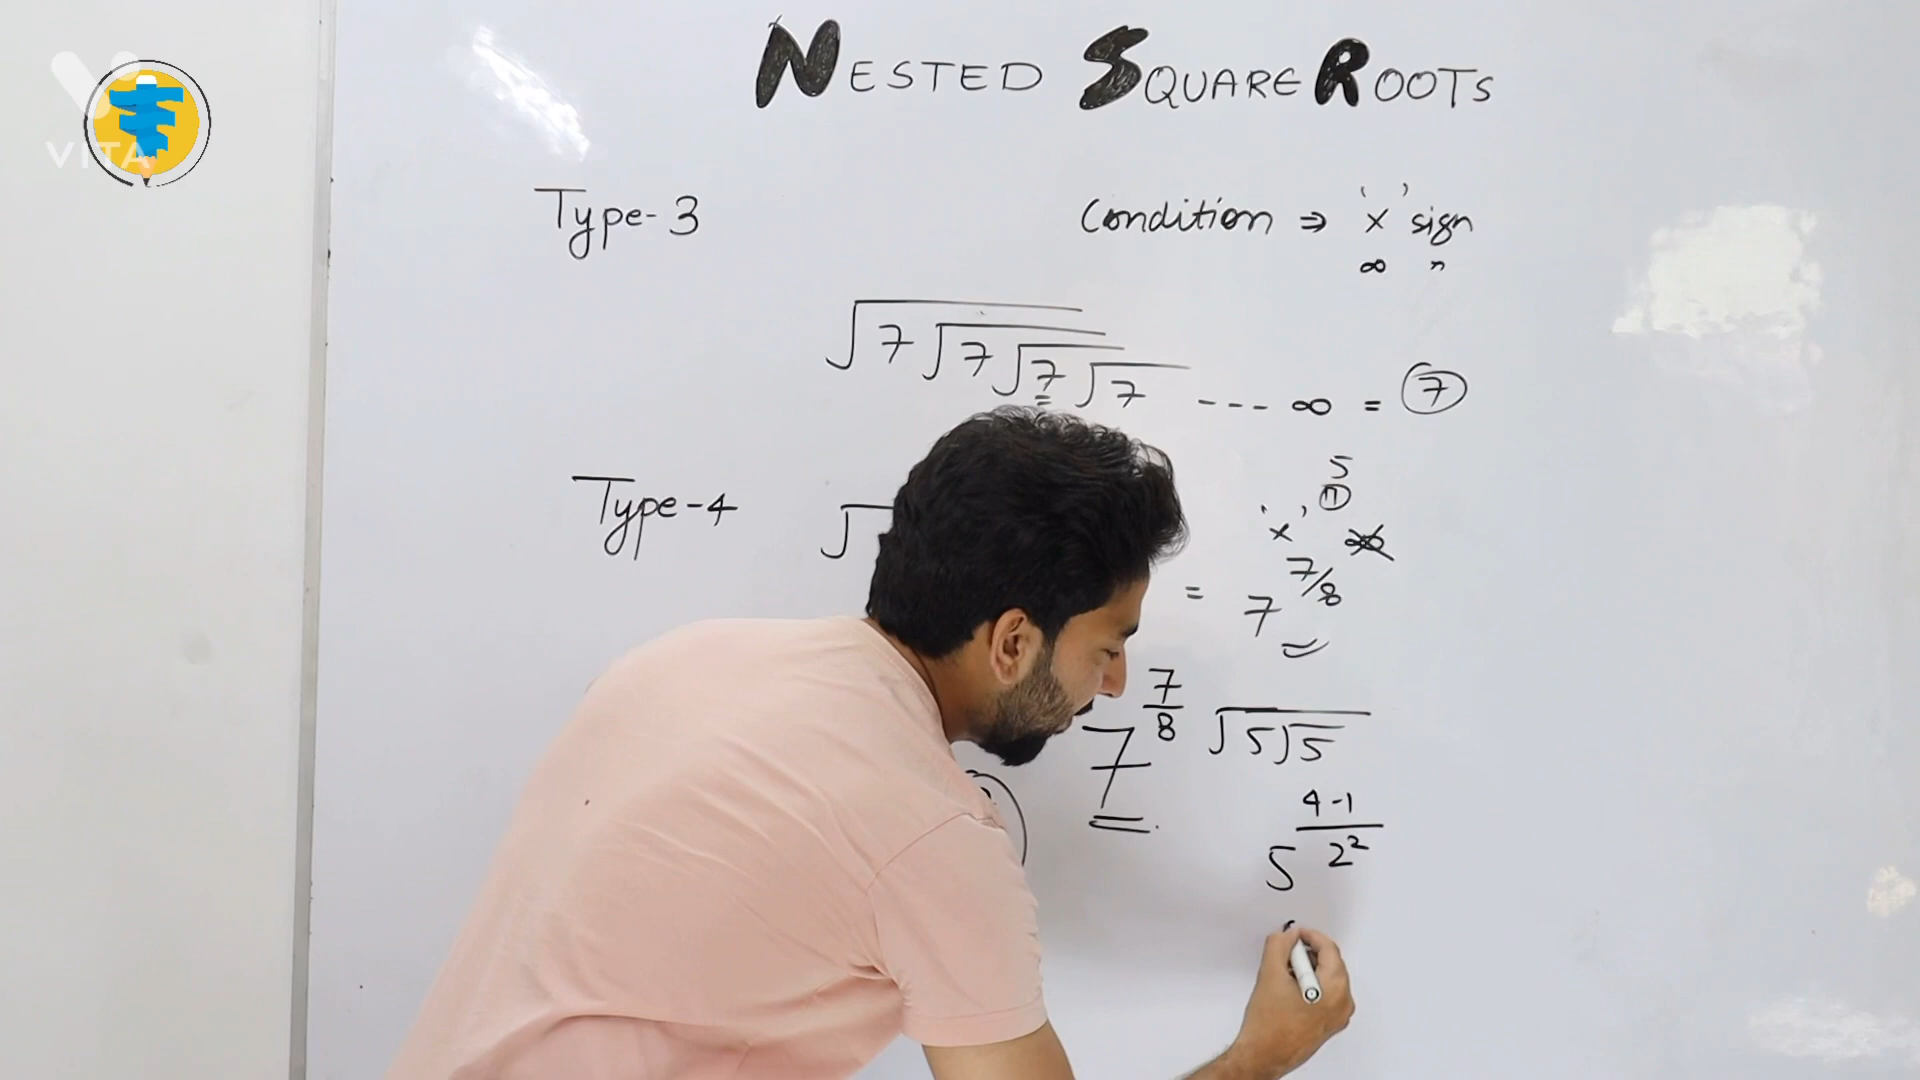 VITA
NESTED SQUARE ROOTS
Type-3
Condition ⇒ 'x' sign
∞ n
√7√7√7√7 ---- ∞ = 7
Type-4
√
5
n
'x' ∞
= 7^7/8
7^7/8
√5√5
5^(4-1)/2²